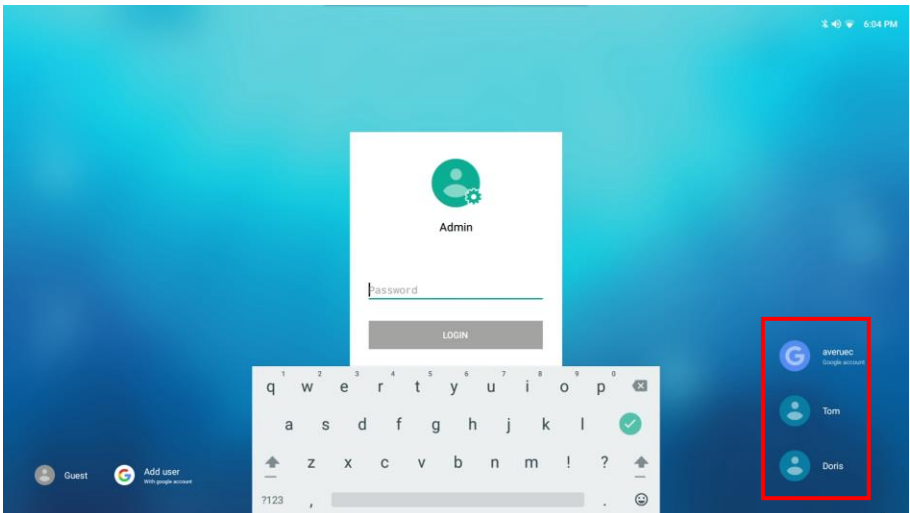 6:04 PM
Admin
Password
LOGIN
averuec
Google account
Tom
Doris
Guest
Add user
With google account
1 2 3 4 5 6 7 8 9 0
q w e r t y u i o p
a s d f g h j k l
z x c v b n m ! ?
?123 , .